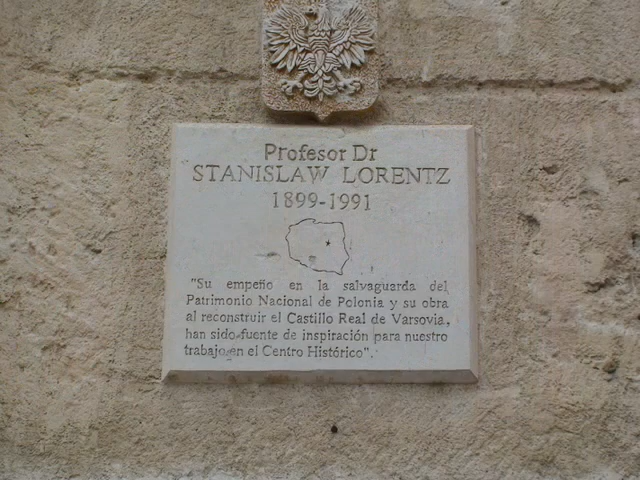 Profesor Dr
STANISLAW LORENTZ
1899-1991
"Su empeño en la salvaguarda del
Patrimonio Nacional de Polonia y su obra
al reconstruir el Castillo Real de Varsovia,
han sido fuente de inspiración para nuestro
trabajo en el Centro Histórico".